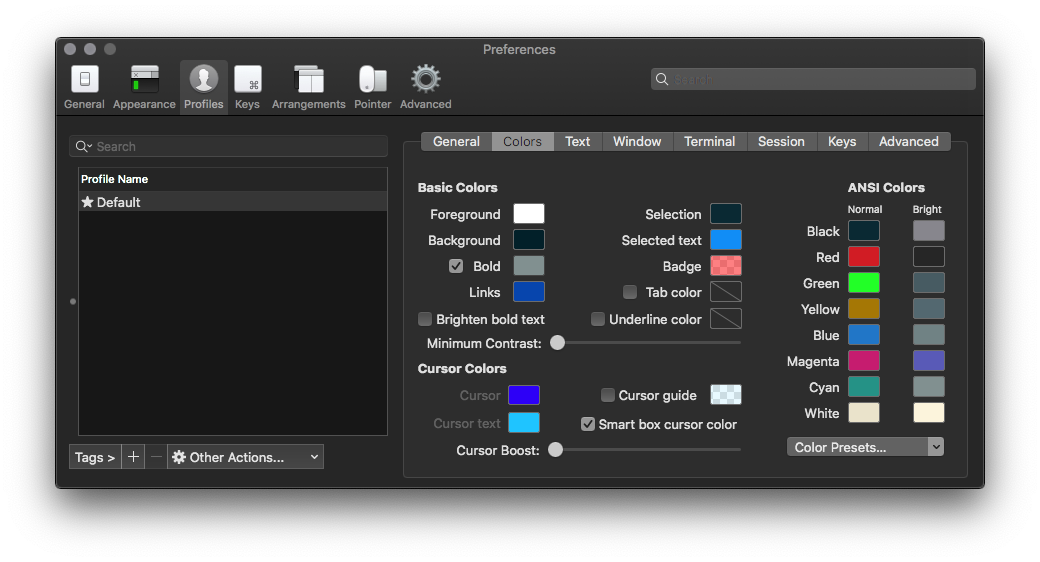 Preferences
General Appearance Profiles Keys Arrangements Pointer Advanced
Search
Search
Profile Name
Default
Tags >
Other Actions...
General Colors Text Window Terminal Session Keys Advanced
Basic Colors
Foreground
Background
Bold
Links
Brighten bold text
Selection
Selected text
Badge
Tab color
Underline color
Minimum Contrast:
Cursor Colors
Cursor
Cursor text
Cursor guide
Smart box cursor color
Cursor Boost:
ANSI Colors
Normal Bright
Black
Red
Green
Yellow
Blue
Magenta
Cyan
White
Color Presets...